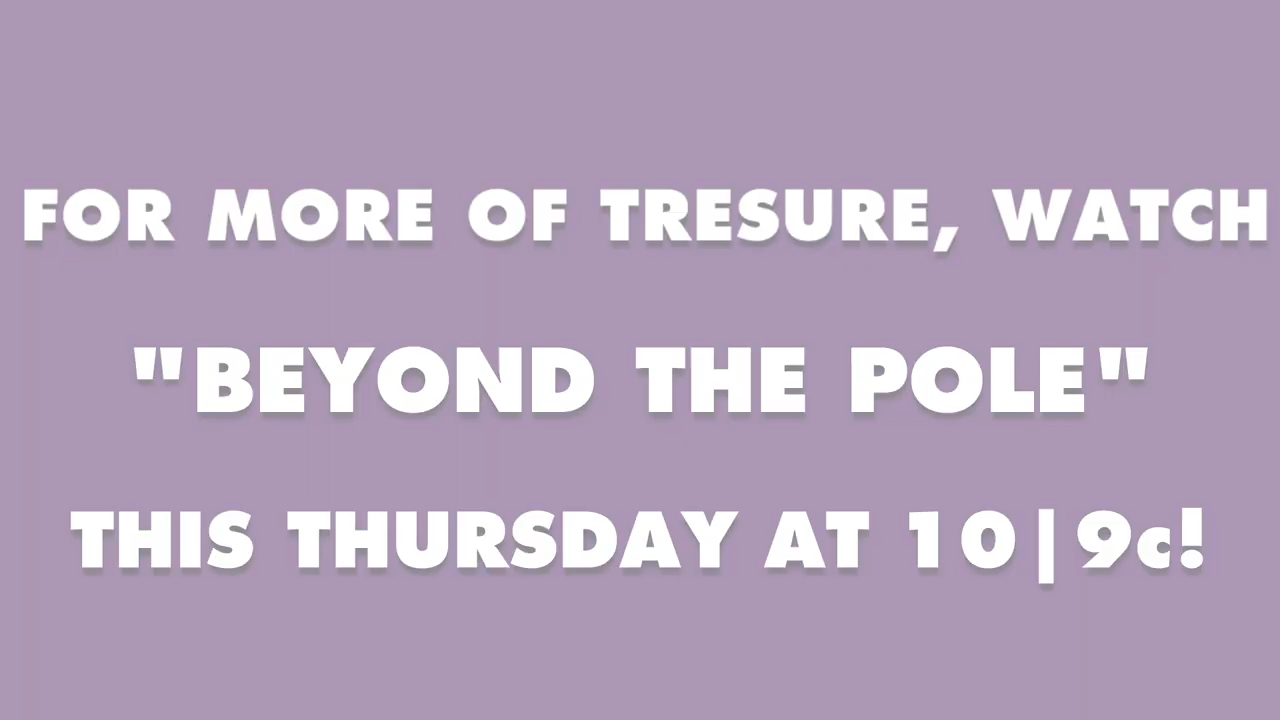 FOR MORE OF TRESURE, WATCH
"BEYOND THE POLE"
THIS THURSDAY AT 10|9c!